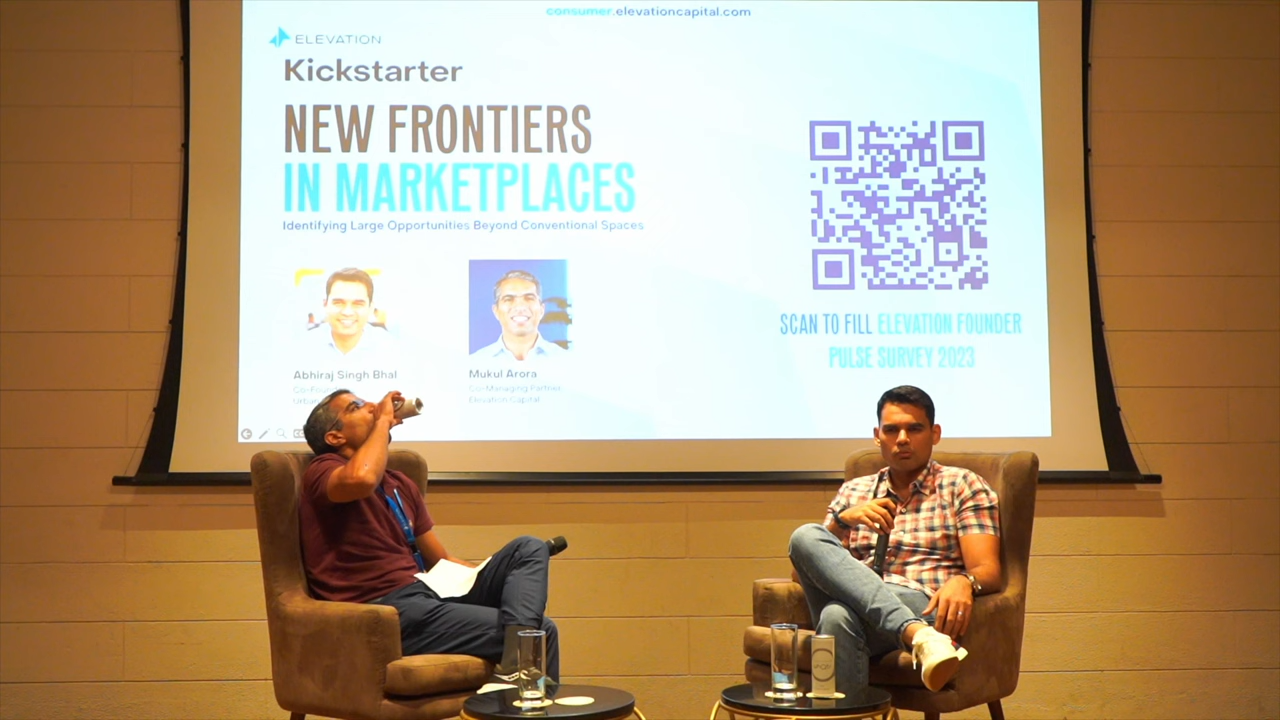 consumer.elevationcapital.com
ELEVATION
Kickstarter
NEW FRONTIERS
IN MARKETPLACES
Identifying Large Opportunities Beyond Conventional Spaces
SCAN TO FILL ELEVATION FOUNDER
PULSE SURVEY 2023
Abhiraj Singh Bhal
Mukul Arora
Co-Managing Partner
Elevation Capital